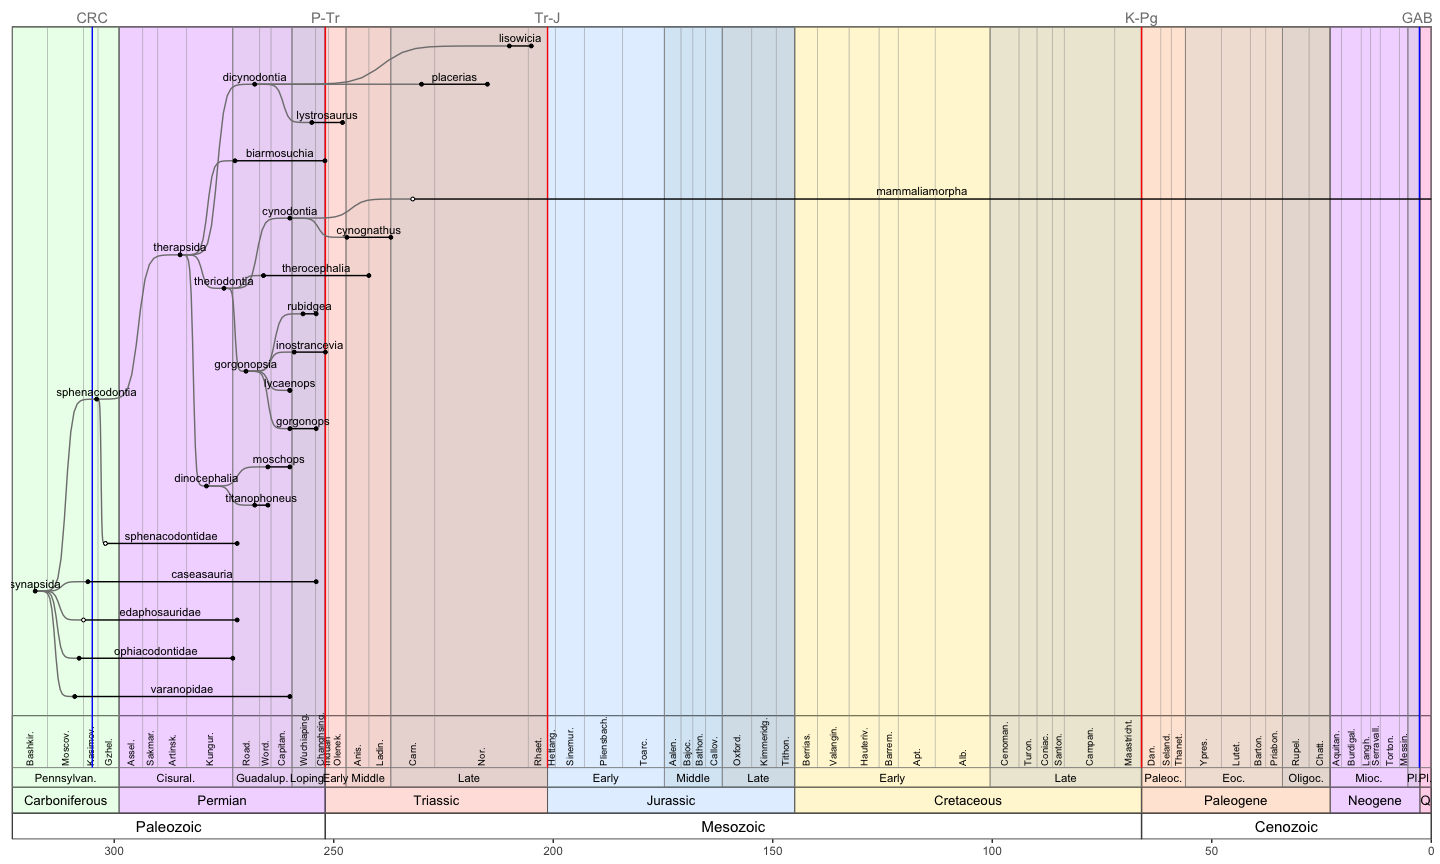 CRC P-Tr Tr-J K-Pg GAB
lisowicia
dicynodontia placerias
lystrosaurus
biarmosuchia
mammaliamorpha
cynodontia
cynognathus
therapsida
therocephalia
theriodontia
rubidgea
inostrancevia
gorgonopsia
lycaenops
sphenacodontia
gorgonops
moschops
dinocephalia
titanophoneus
sphenacodontidae
caseasauria
synapsida
edaphosauridae
ophiacodontidae
varanopidae
Bashkir. Moscov. Kasimov. Gzhel. Assel. Sakmar. Artinsk. Kungur. Road. Word. Capitan. Wuchiaping. Changhsing. Induan Olenek. Anis. Ladin. Carn. Nor. Rhaet. Hettang. Sinemur. Pliensbach. Toarc. Aalen. Bajoc. Bathon. Callov. Oxford. Kimmeridg. Tithon. Berrias. Valangin. Hauteriv. Barrem. Apt. Alb. Cenoman. Turon. Coniac. Santon. Campan. Maastricht. Dan. Seland. Thanet. Ypres. Lutet. Barton. Priabon. Rupel. Chatt. Aquitan. Burdigal. Langh. Serravall. Torton. Messin.
Pennsylvan. Cisural. Guadalup. Loping. Early Middle Late Early Middle Late Early Late Paleoc. Eoc. Oligoc. Mioc. Pl. Pl.
Carboniferous Permian Triassic Jurassic Cretaceous Paleogene Neogene Q
Paleozoic Mesozoic Cenozoic
300 250 200 150 100 50 0